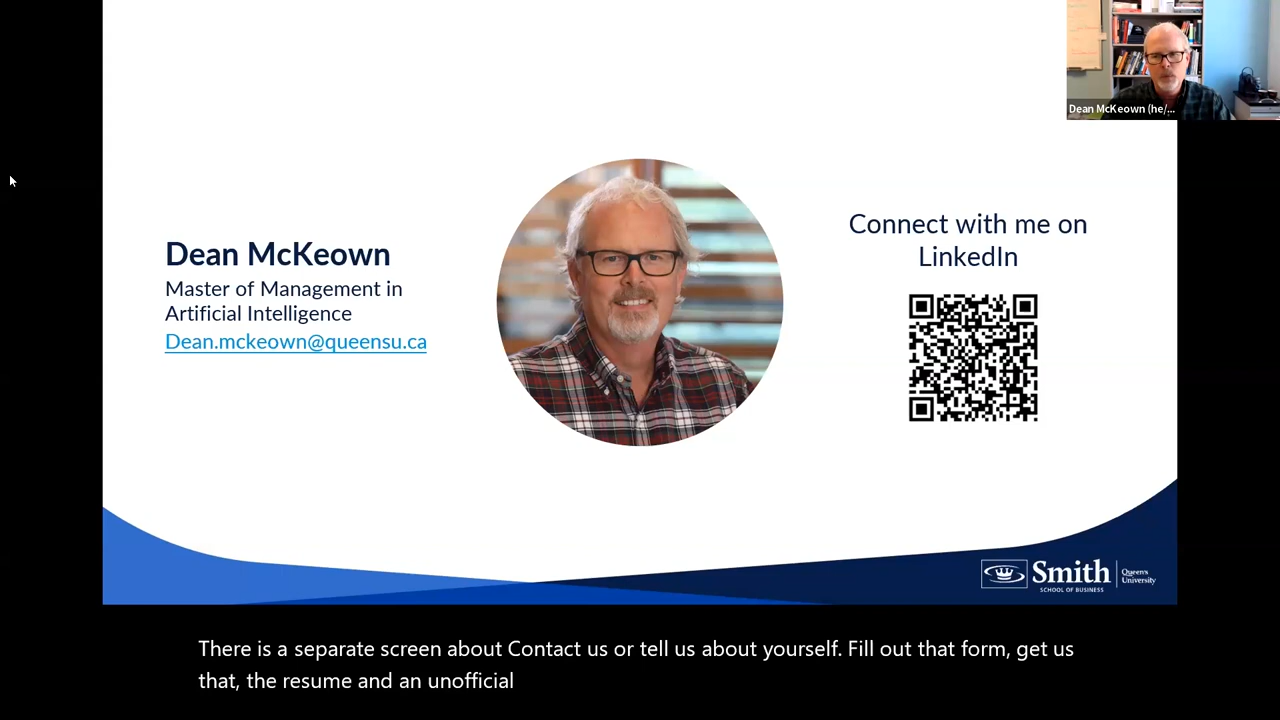 Dean McKeown (he/...
Dean McKeown
Master of Management in
Artificial Intelligence
Dean.mckeown@queensu.ca
Connect with me on
LinkedIn
Smith
SCHOOL OF BUSINESS
Queen's
University
There is a separate screen about Contact us or tell us about yourself. Fill out that form, get us
that, the resume and an unofficial